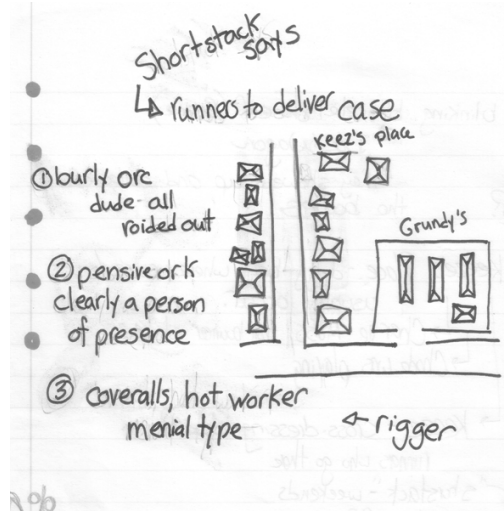 Shortstack
says
↳ runners to deliver case
Keez's place
① burly orc
dude - all
roided out
Grundy's
② pensive ork
clearly a person
of presence
③ coveralls, hot worker
menial type
← rigger